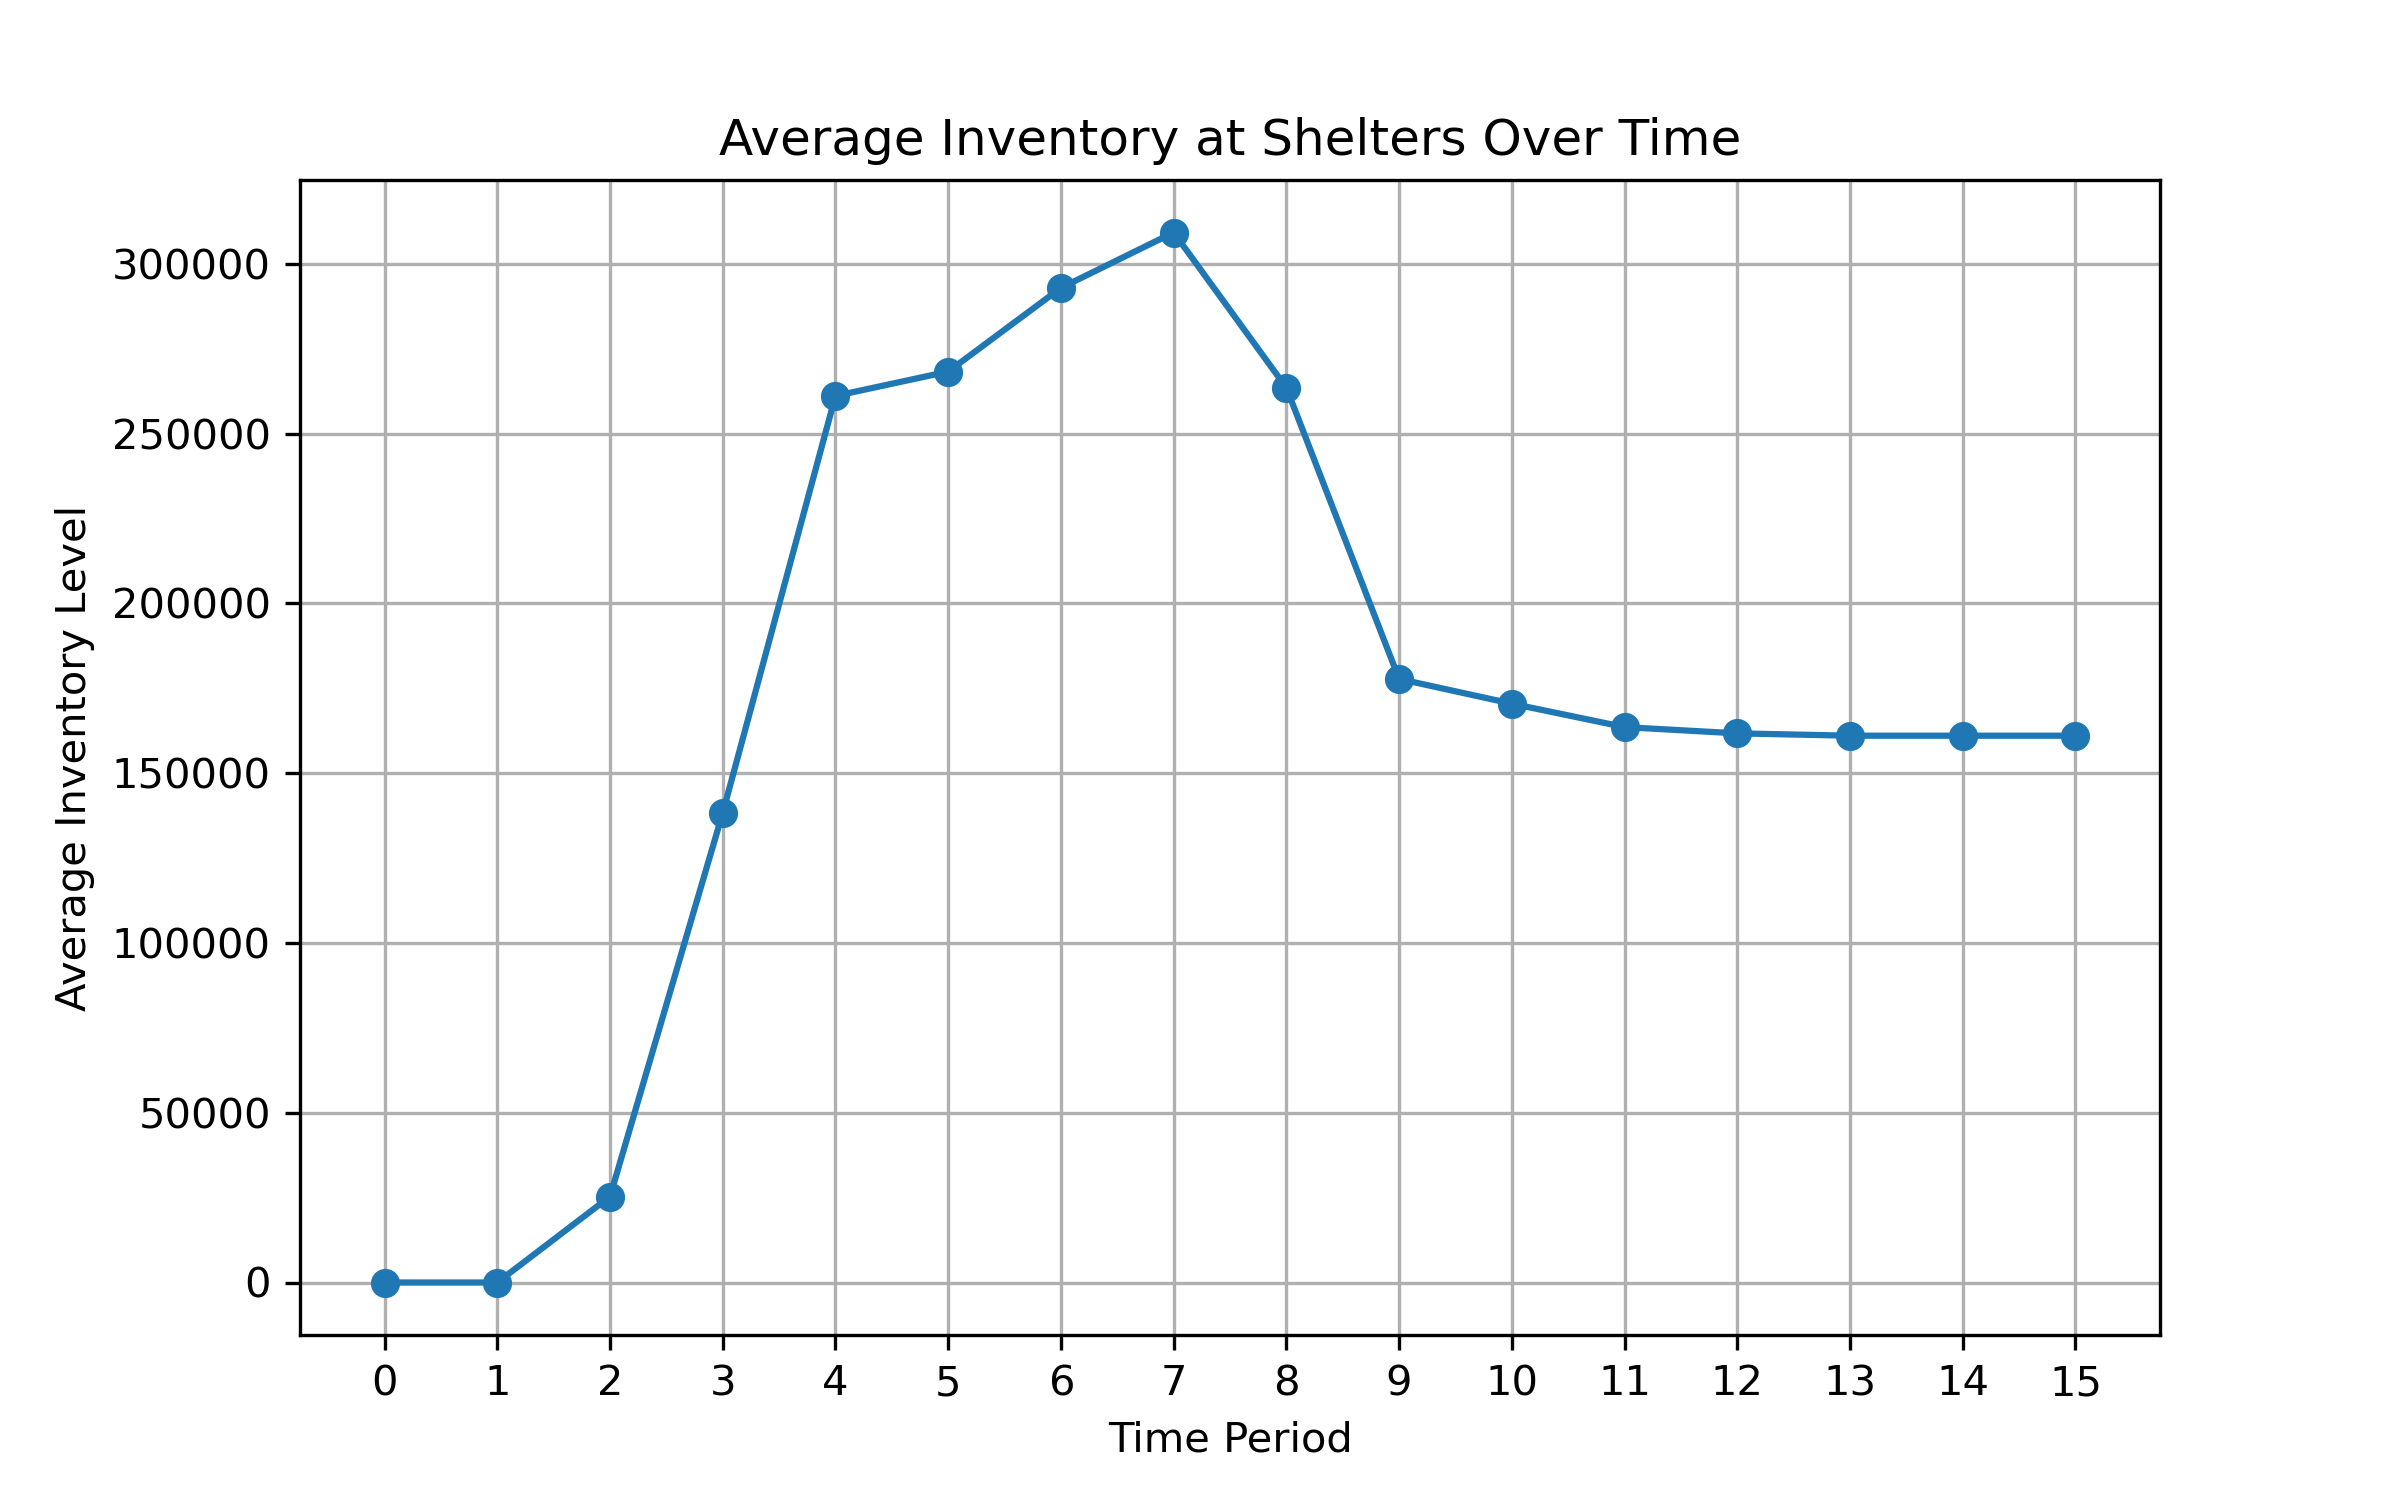 Average Inventory at Shelters Over Time
Average Inventory Level
300000
250000
200000
150000
100000
50000
0
0 1 2 3 4 5 6 7 8 9 10 11 12 13 14 15
Time Period